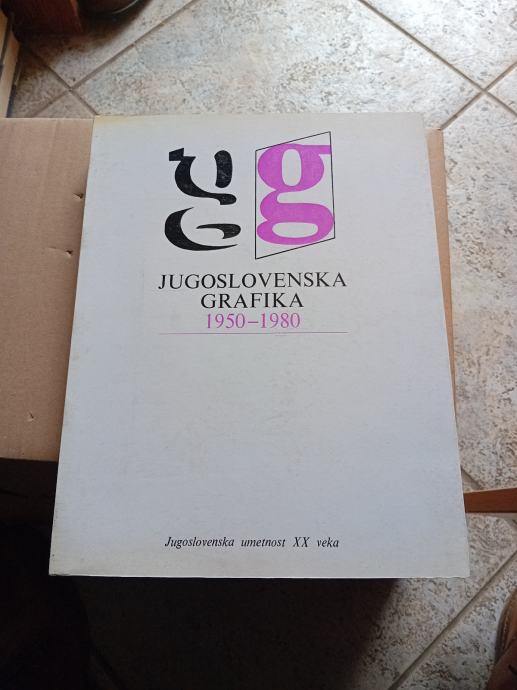 g
JUGOSLOVENSKA
GRAFIKA
1950–1980
Jugoslovenska umetnost XX veka